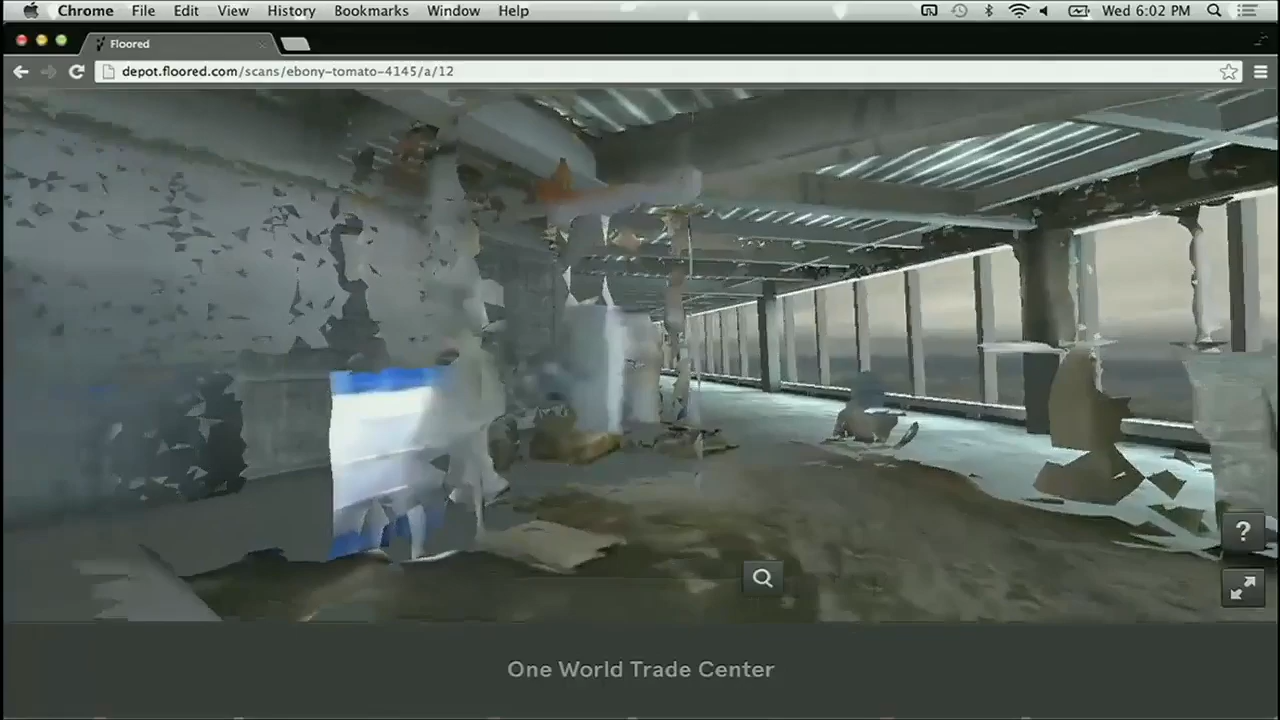 Chrome File Edit View History Bookmarks Window Help Wed 6:02 PM
Floored
depot.floored.com/scans/ebony-tomato-4145/a/12
?
One World Trade Center